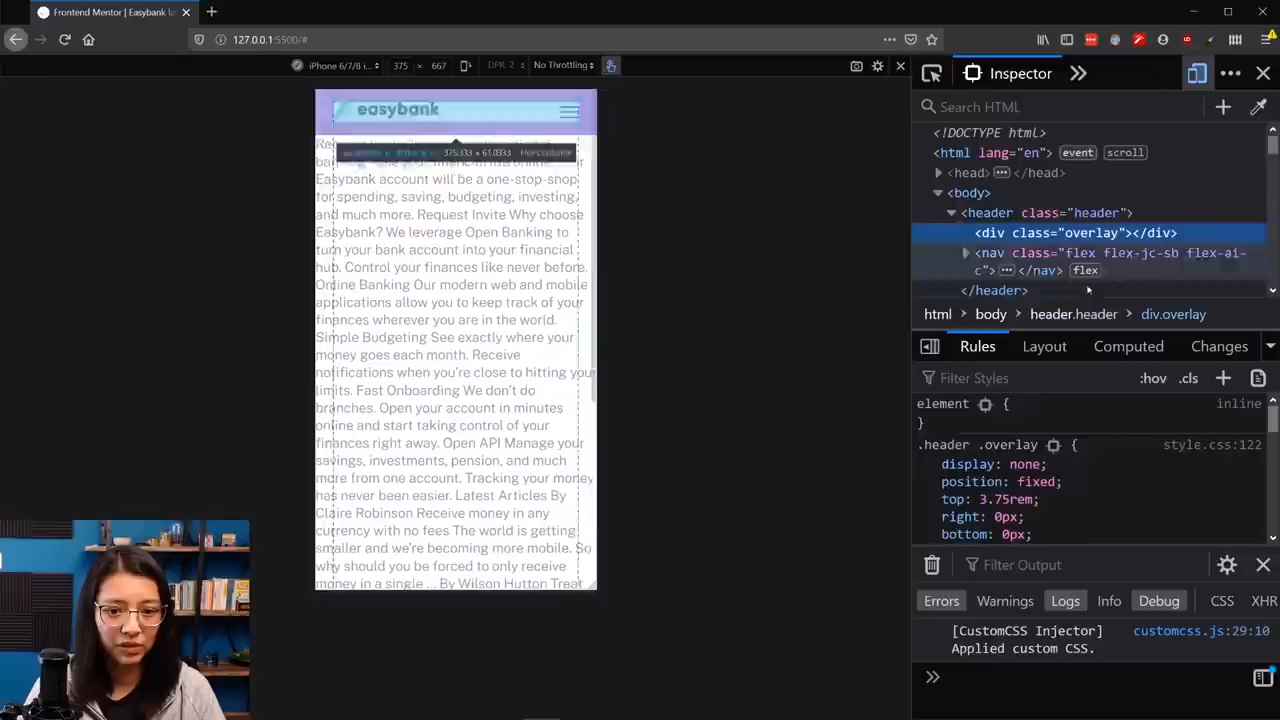 Frontend Mentor | Easybank la
127.0.0.1:5500/#
iPhone 6/7/8 i...
375 × 667
DPR: 2
No Throttling
easybank
375.333 × 61.0833
Easybank account will be a one-stop-shop
for spending, saving, budgeting, investing,
and much more. Request Invite Why choose
Easybank? We leverage Open Banking to
turn your bank account into your financial
hub. Control your finances like never before.
Online Banking Our modern web and mobile
applications allow you to keep track of your
finances wherever you are in the world.
Simple Budgeting See exactly where your
money goes each month. Receive
notifications when you're close to hitting your
limits. Fast Onboarding We don't do
branches. Open your account in minutes
online and start taking control of your
finances right away. Open API Manage your
savings, investments, pension, and much
more from one account. Tracking your money
has never been easier. Latest Articles By
Claire Robinson Receive money in any
currency with no fees The world is getting
smaller and we're becoming more mobile. So
why should you be forced to only receive
money in a single ... By Wilson Hutton Treat
Inspector
Search HTML
<!DOCTYPE html>
<html lang="en"> event scroll
<head> ••• </head>
<body>
<header class="header">
<div class="overlay"></div>
<nav class="flex flex-jc-sb flex-ai-
c"> ••• </nav> flex
</header>
html > body > header.header > div.overlay
Rules Layout Computed Changes
Filter Styles :hov .cls
element { inline
}
.header .overlay { style.css:122
display: none;
position: fixed;
top: 3.75rem;
right: 0px;
bottom: 0px;
Filter Output
Errors Warnings Logs Info Debug CSS XHR
[CustomCSS Injector] customcss.js:29:10
Applied custom CSS.